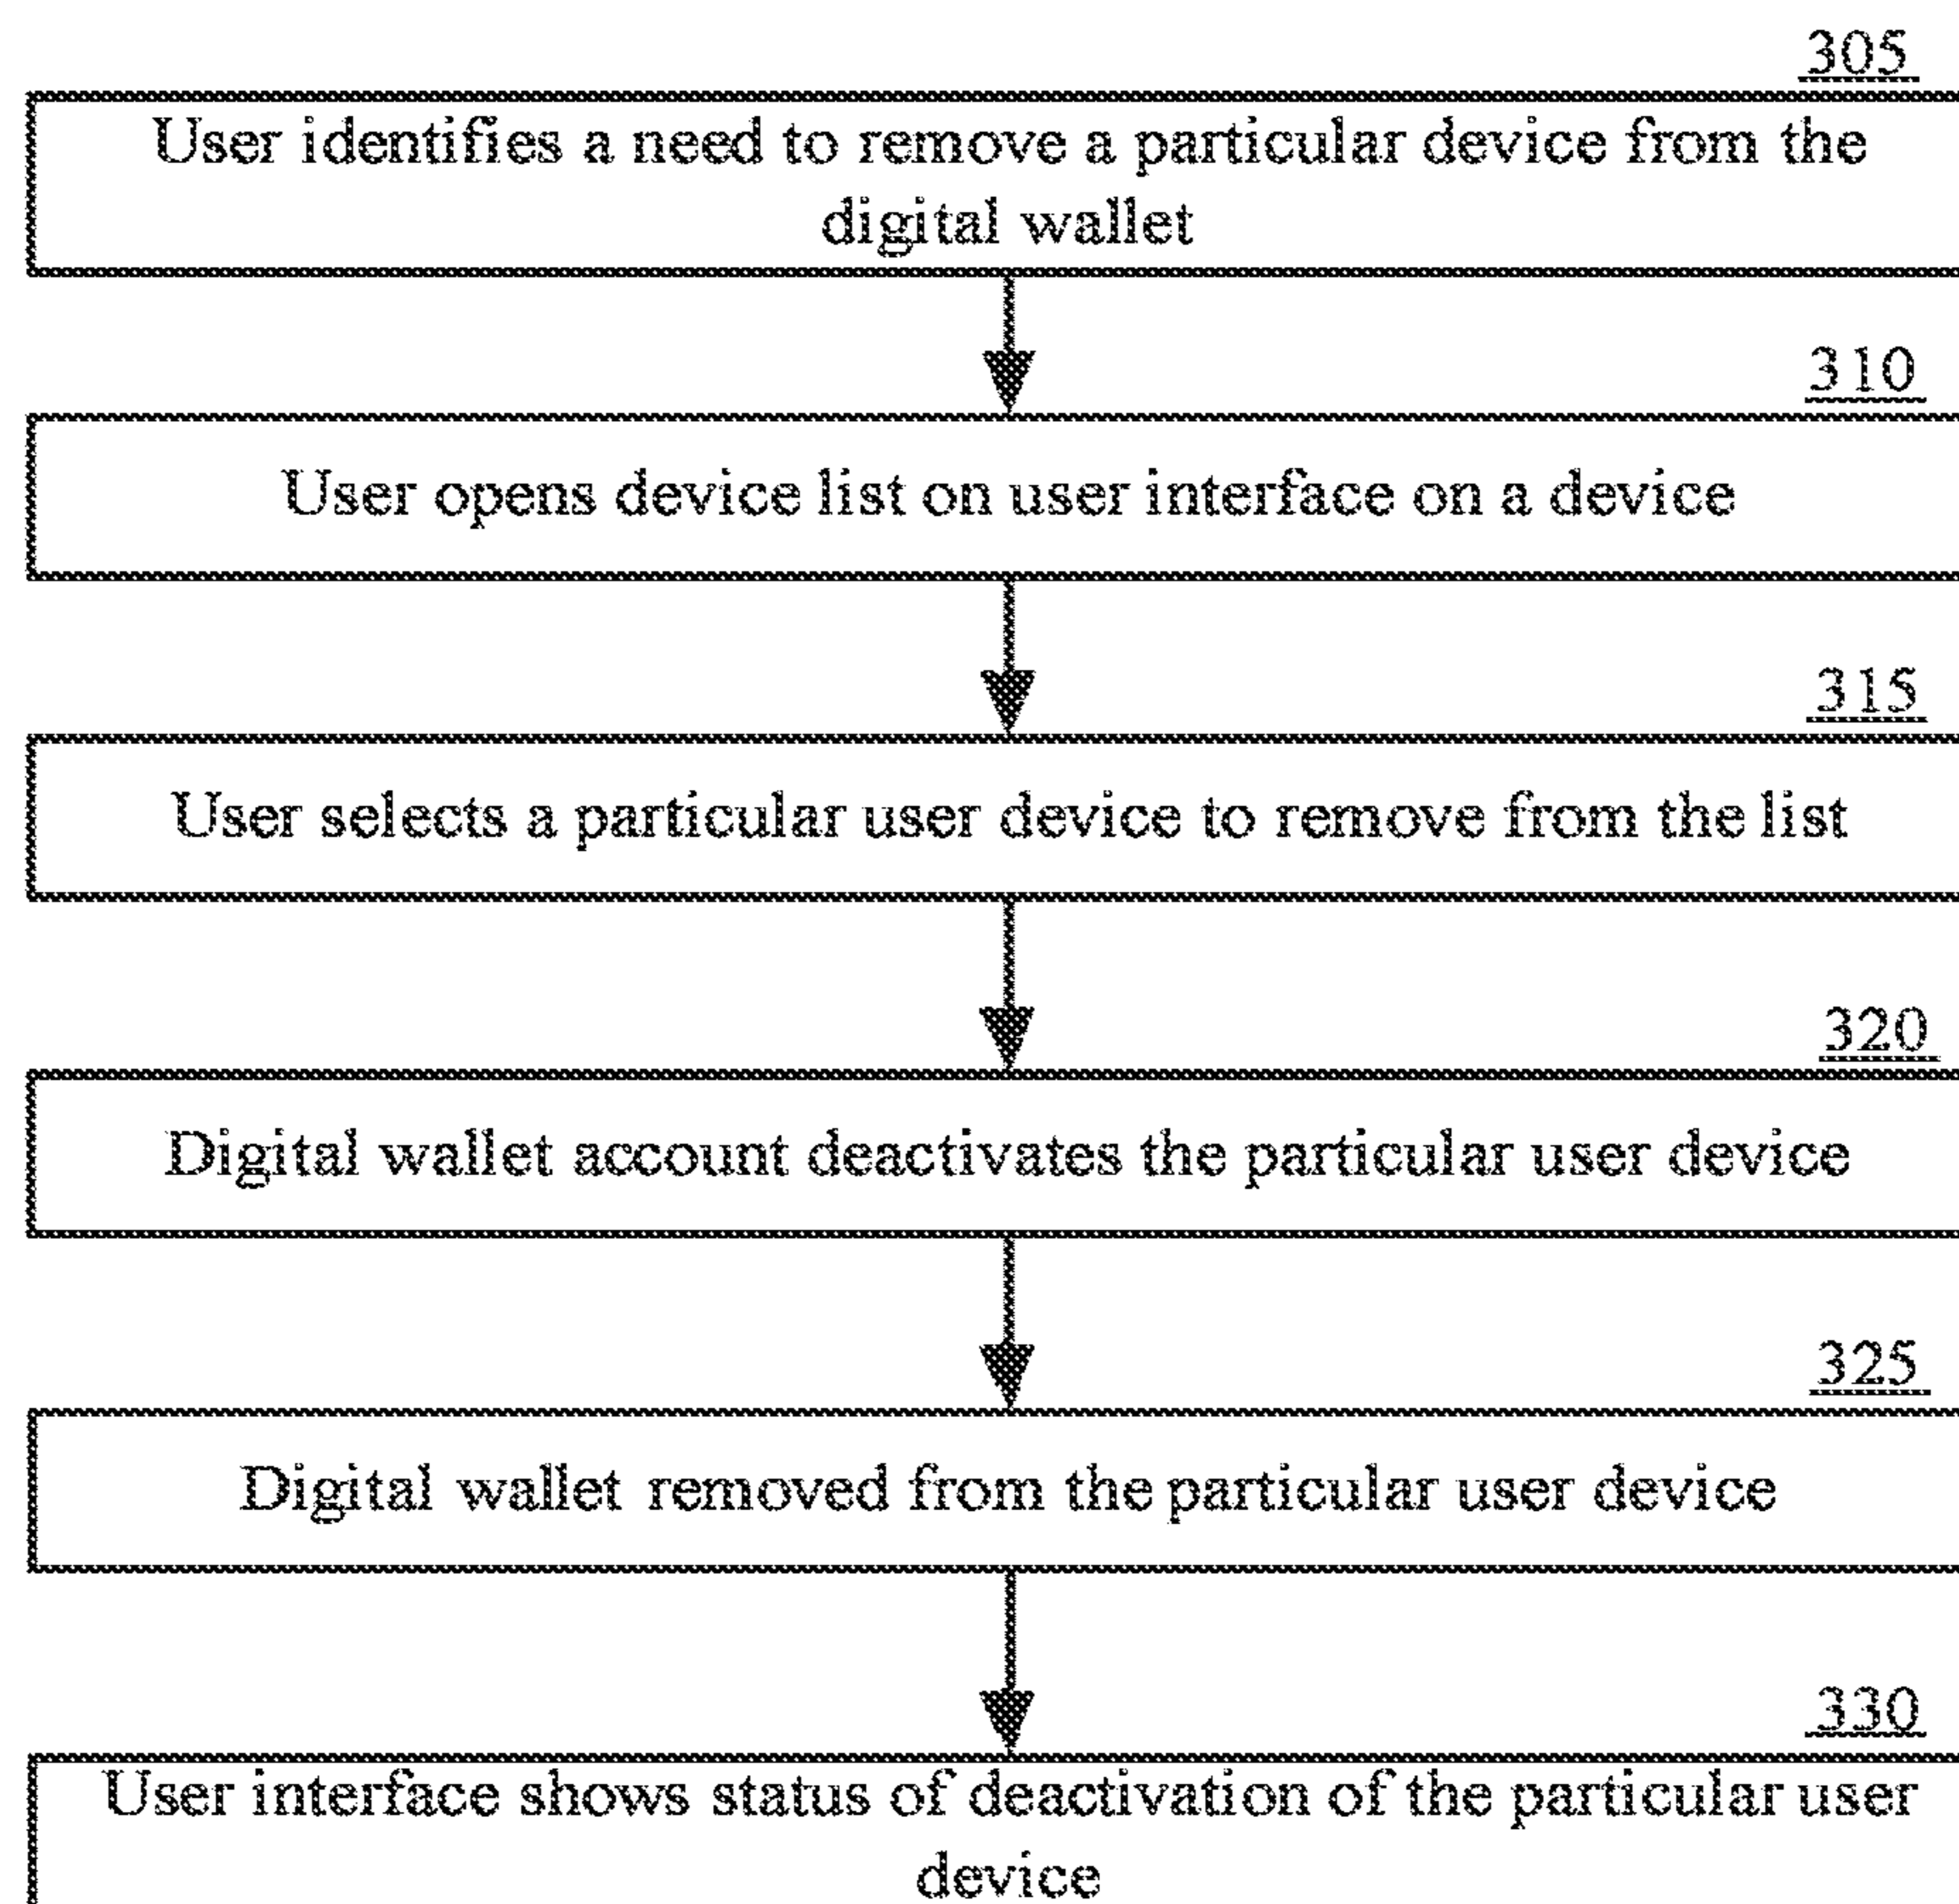 305
User identifies a need to remove a particular device from the
digital wallet
310
User opens device list on user interface on a device
315
User selects a particular user device to remove from the list
320
Digital wallet account deactivates the particular user device
325
Digital wallet removed from the particular user device
330
User interface shows status of deactivation of the particular user
device